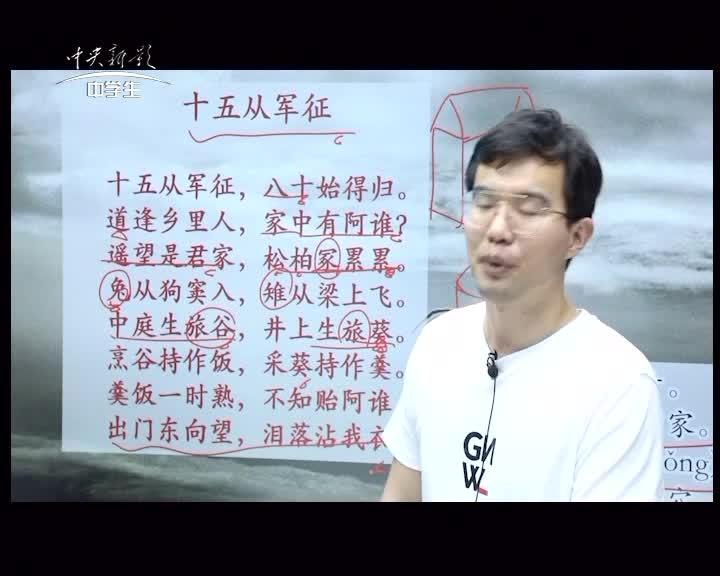 中央新影
中学生
十五从军征
十五从军征，八十始得归。
道逢乡里人，家中有阿谁？
遥望是君家，松柏冢累累。
兔从狗窦入，雉从梁上飞。
中庭生旅谷，井上生旅葵。
烹谷持作饭，采葵持作羹。
羹饭一时熟，不知贻阿谁
出门东向望，泪落沾我衣
GN
W
家。
ǒng